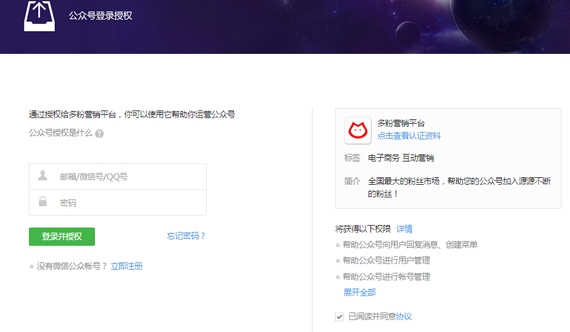 公众号登录授权
通过授权给多粉营销平台，你可以使用它帮助你运营公众号
公众号授权是什么 ?
邮箱/微信号/QQ号
密码
登录并授权 忘记密码？
没有微信公众帐号？ 立即注册
多粉营销平台
点击查看认证资料
标签 电子商务 互动营销
简介 全国最大的粉丝市场，帮助您的公众号加入源源不断
的粉丝！
将获得以下权限 详情
帮助公众号向用户回复消息、创建菜单
帮助公众号进行用户管理
帮助公众号进行帐号管理
展开全部
已阅读并同意协议